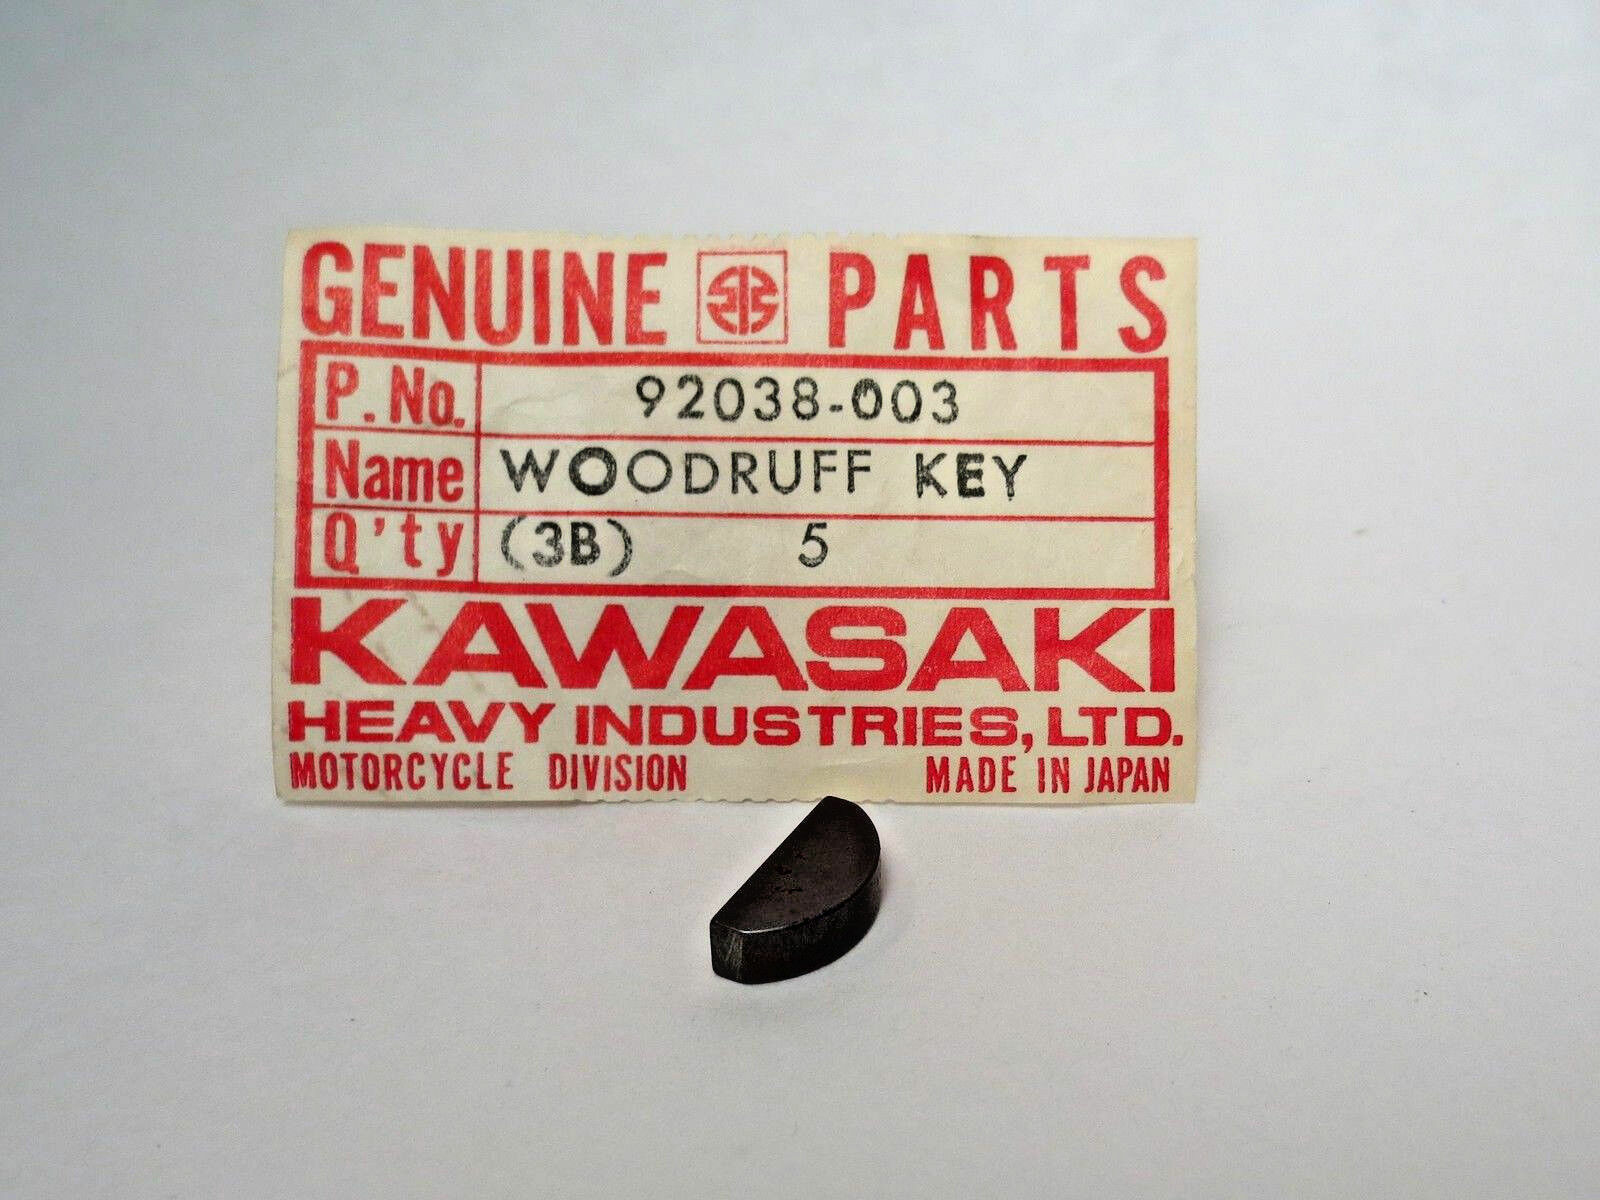 GENUINE PARTS
P. No. 92038-003
Name WOODRUFF KEY
Q'ty (3B) 5
KAWASAKI
HEAVY INDUSTRIES, LTD.
MOTORCYCLE DIVISION MADE IN JAPAN